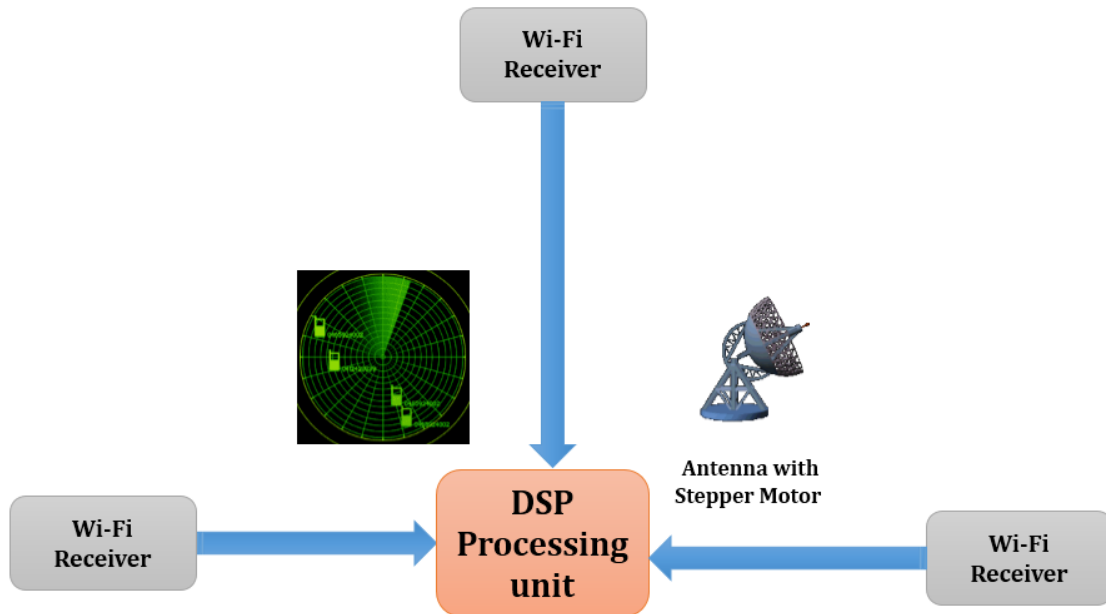 Wi-Fi
Receiver
Antenna with
Stepper Motor
DSP
Processing
unit
Wi-Fi
Receiver
Wi-Fi
Receiver